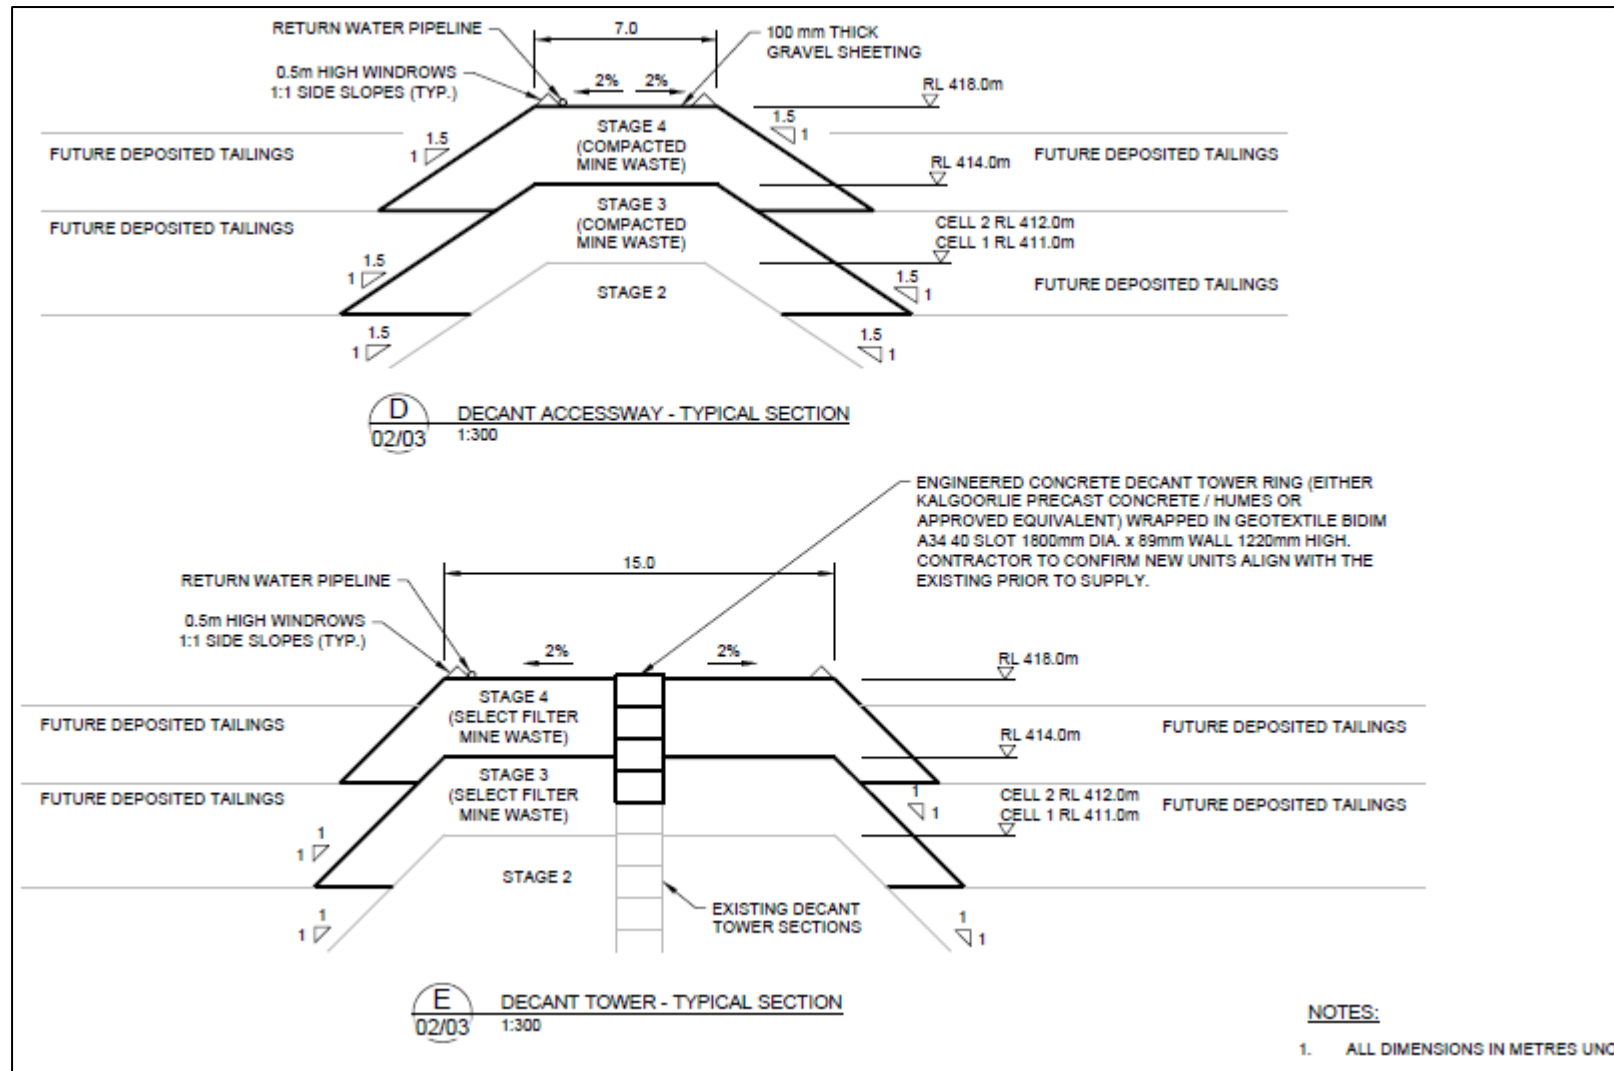 RETURN WATER PIPELINE
7.0
100 mm THICK
GRAVEL SHEETING
0.5m HIGH WINDROWS
1:1 SIDE SLOPES (TYP.)
2%
2%
RL 418.0m
STAGE 4
(COMPACTED
MINE WASTE)
1.5
1
1.5
1
FUTURE DEPOSITED TAILINGS
FUTURE DEPOSITED TAILINGS
RL 414.0m
STAGE 3
(COMPACTED
MINE WASTE)
FUTURE DEPOSITED TAILINGS
CELL 2 RL 412.0m
CELL 1 RL 411.0m
1.5
1
1.5
1
FUTURE DEPOSITED TAILINGS
STAGE 2
1.5
1
1.5
1
D
02/03
DECANT ACCESSWAY - TYPICAL SECTION
1:300
ENGINEERED CONCRETE DECANT TOWER RING (EITHER
KALGOORLIE PRECAST CONCRETE / HUMES OR
APPROVED EQUIVALENT) WRAPPED IN GEOTEXTILE BIDIM
A34 40 SLOT 1800mm DIA. x 89mm WALL 1220mm HIGH.
CONTRACTOR TO CONFIRM NEW UNITS ALIGN WITH THE
EXISTING PRIOR TO SUPPLY.
15.0
RETURN WATER PIPELINE
0.5m HIGH WINDROWS
1:1 SIDE SLOPES (TYP.)
2%
2%
RL 418.0m
STAGE 4
(SELECT FILTER
MINE WASTE)
FUTURE DEPOSITED TAILINGS
FUTURE DEPOSITED TAILINGS
RL 414.0m
STAGE 3
(SELECT FILTER
MINE WASTE)
FUTURE DEPOSITED TAILINGS
1
1
CELL 2 RL 412.0m
CELL 1 RL 411.0m
FUTURE DEPOSITED TAILINGS
1
1
STAGE 2
EXISTING DECANT
TOWER SECTIONS
1
1
1
1
E
02/03
DECANT TOWER - TYPICAL SECTION
1:300
NOTES:
1. ALL DIMENSIONS IN METRES UNO